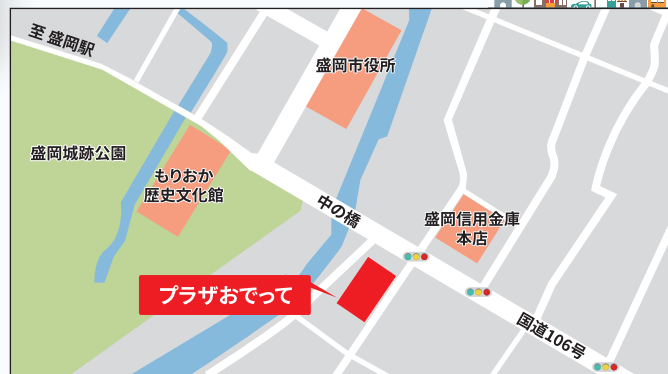 至 盛岡駅
盛岡市役所
盛岡城跡公園
もりおか
歴史文化館
中の橋
盛岡信用金庫
本店
プラザおでって
国道106号